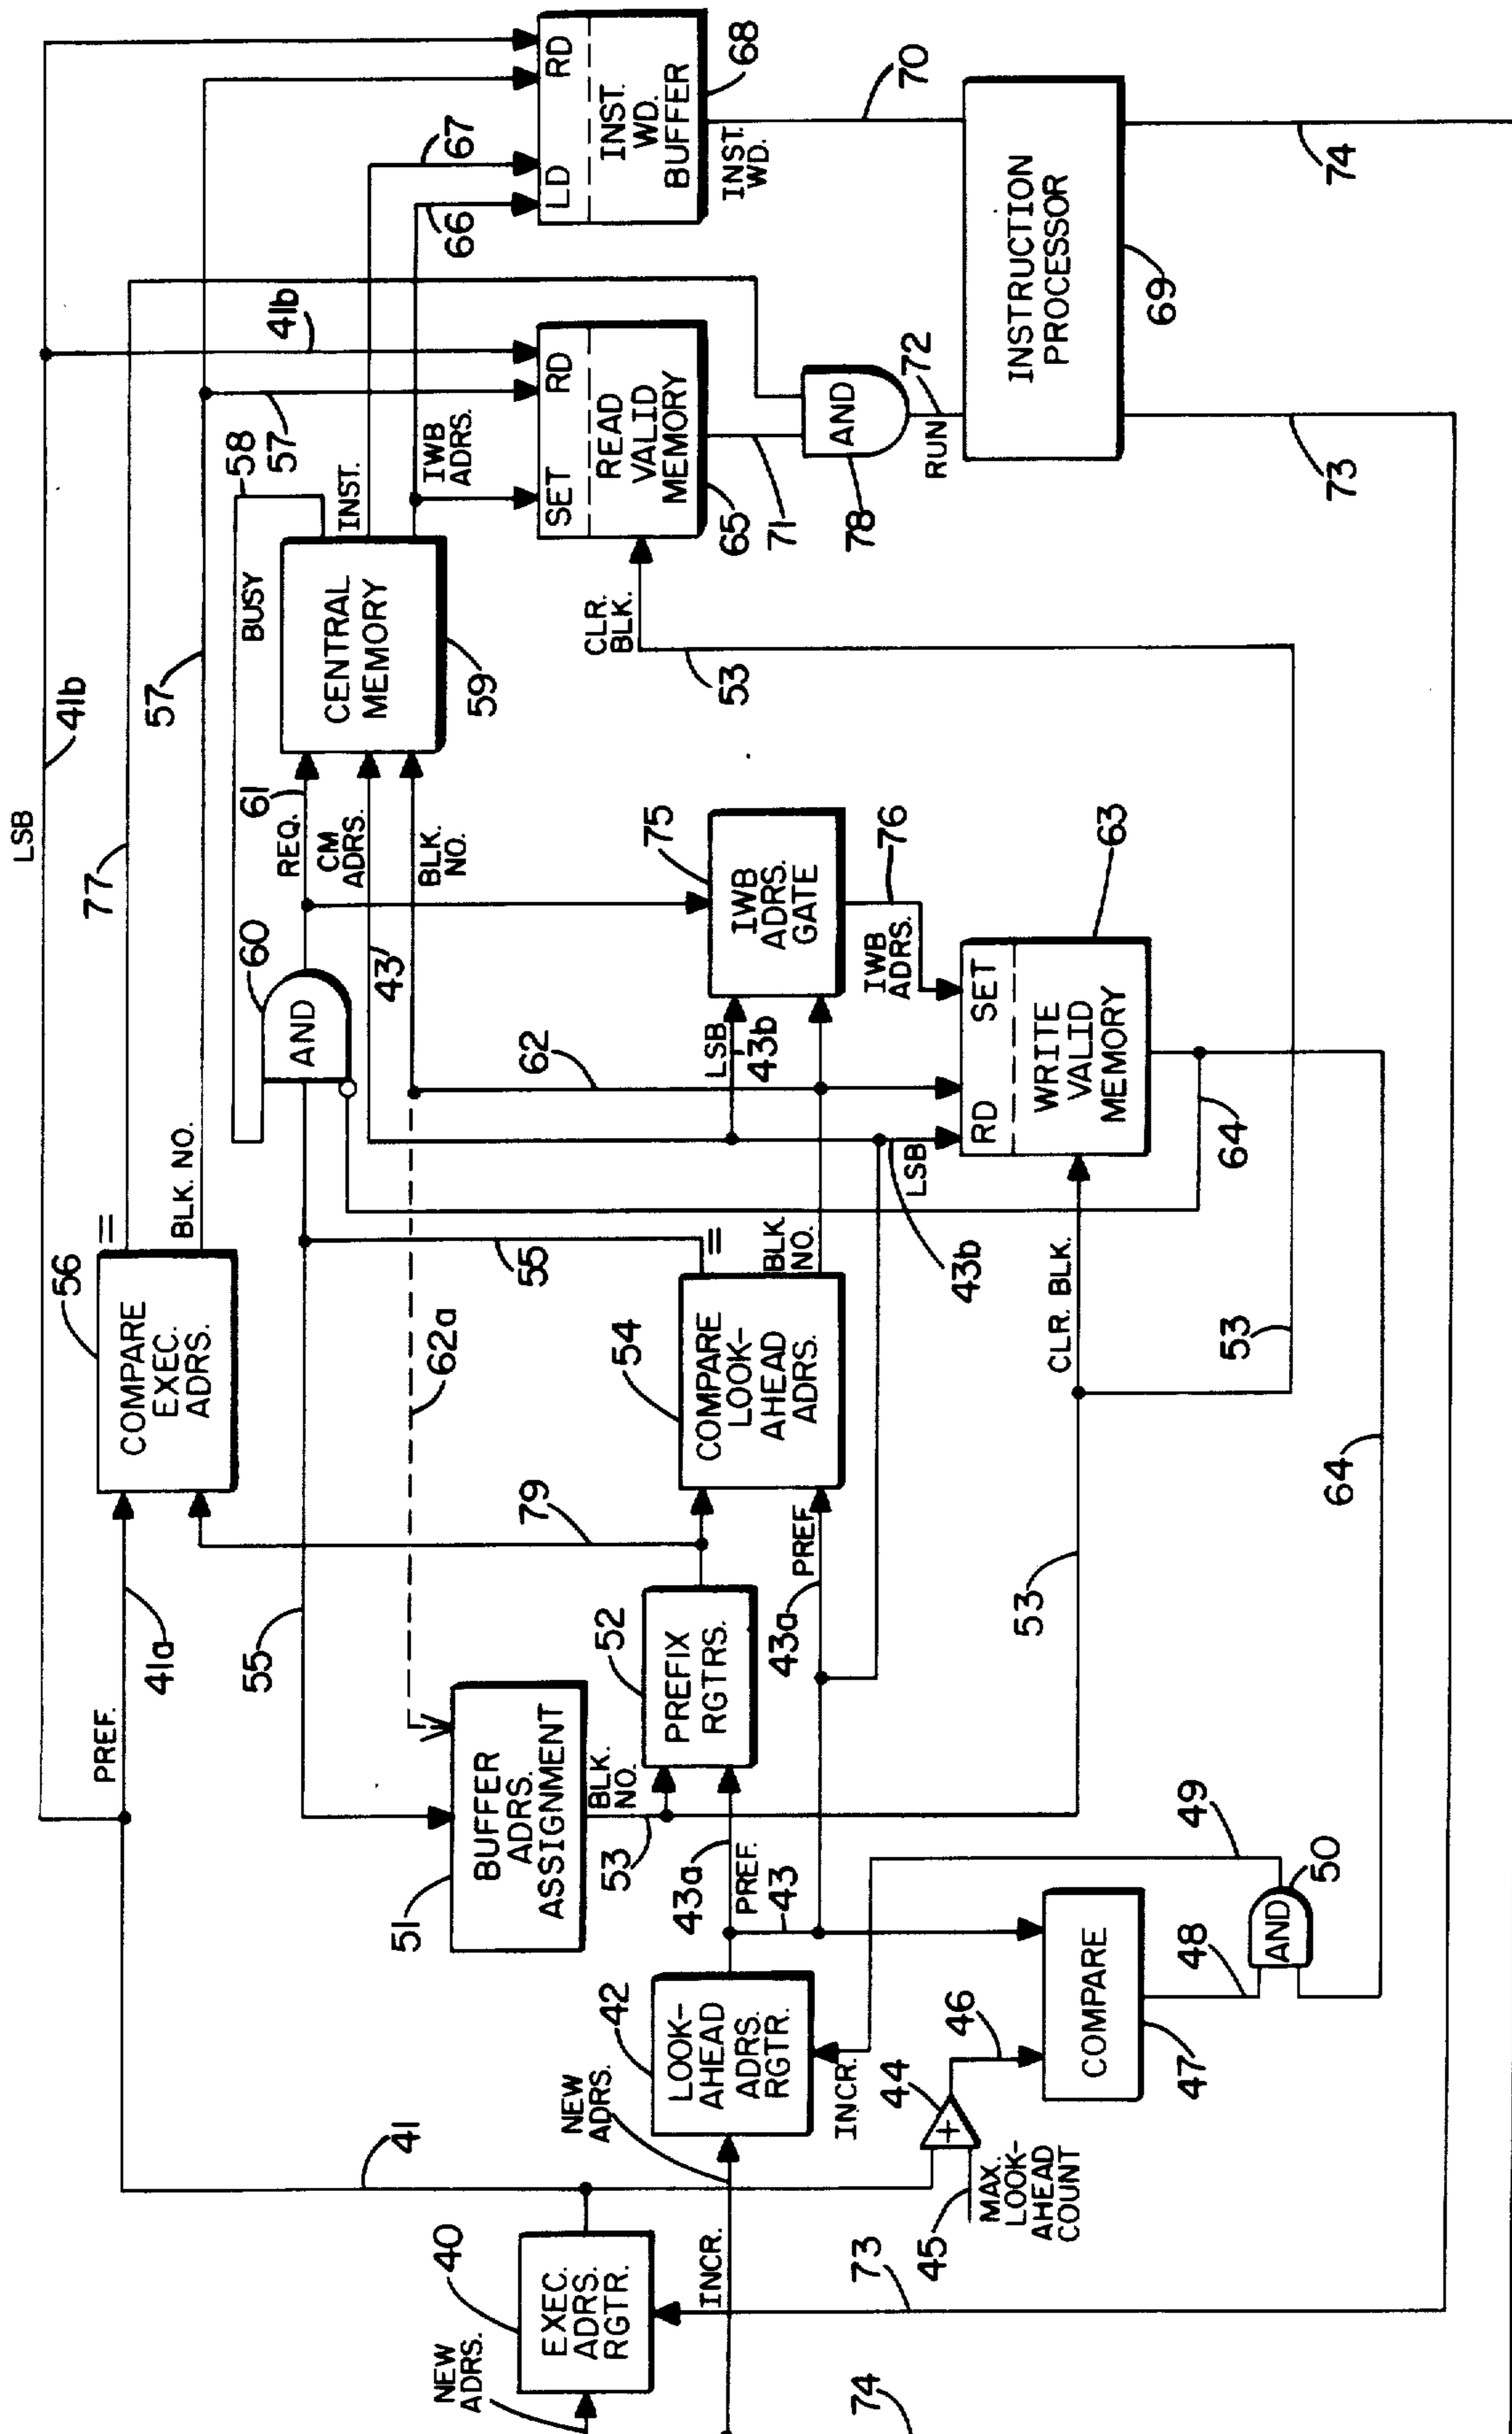 LSB
41b
77
57
BLK. NO.
=
56
COMPARE
EXEC.
ADRS.
PREF.
41a
41
BUSY
58
57
41b
INST.
67
66
IWB
ADRS.
CENTRAL
MEMORY
59
REQ.
61
CM
ADRS.
43
BLK.
NO.
60
AND
62
62a
55
55
=
BLK.
NO.
COMPARE
LOOK-
AHEAD
ADRS.
54
79
PREF.
43a
PREFIX
RGTRS.
52
BUFFER
ADRS.
ASSIGNMENT
51
BLK.
NO.
53
43a
PREF.
43
LOOK-
AHEAD
ADRS.
RGTR.
42
NEW
ADRS.
INCR.
EXEC.
ADRS.
RGTR.
40
NEW
ADRS.
INCR.
73
74
44
+
45
MAX.
LOOK-
AHEAD
COUNT
46
COMPARE
47
48
AND
50
49
64
53
CLR. BLK.
53
43b
LSB
LSB
43b
IWB
ADRS.
GATE
75
76
IWB
ADRS.
RD
SET
WRITE
VALID
MEMORY
63
64
CLR.
BLK.
53
SET
RD
READ
VALID
MEMORY
65
71
AND
78
72
RUN
LD
RD
INST.
WD.
BUFFER
68
INST.
WD.
70
INSTRUCTION
PROCESSOR
69
73
74